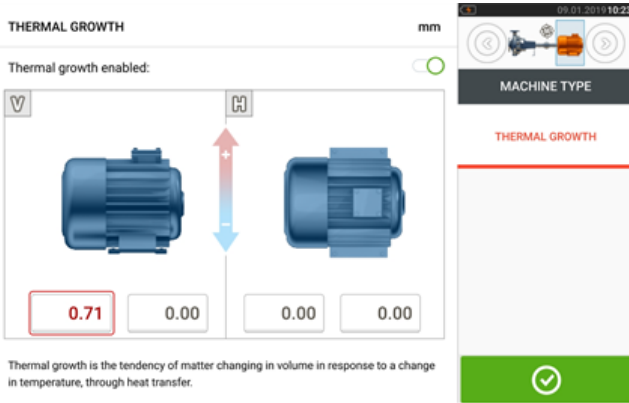 THERMAL GROWTH mm
Thermal growth enabled:
V H
+
−
0.71 0.00 0.00 0.00
Thermal growth is the tendency of matter changing in volume in response to a change
in temperature, through heat transfer.
09.01.2019 10:23
MACHINE TYPE
THERMAL GROWTH